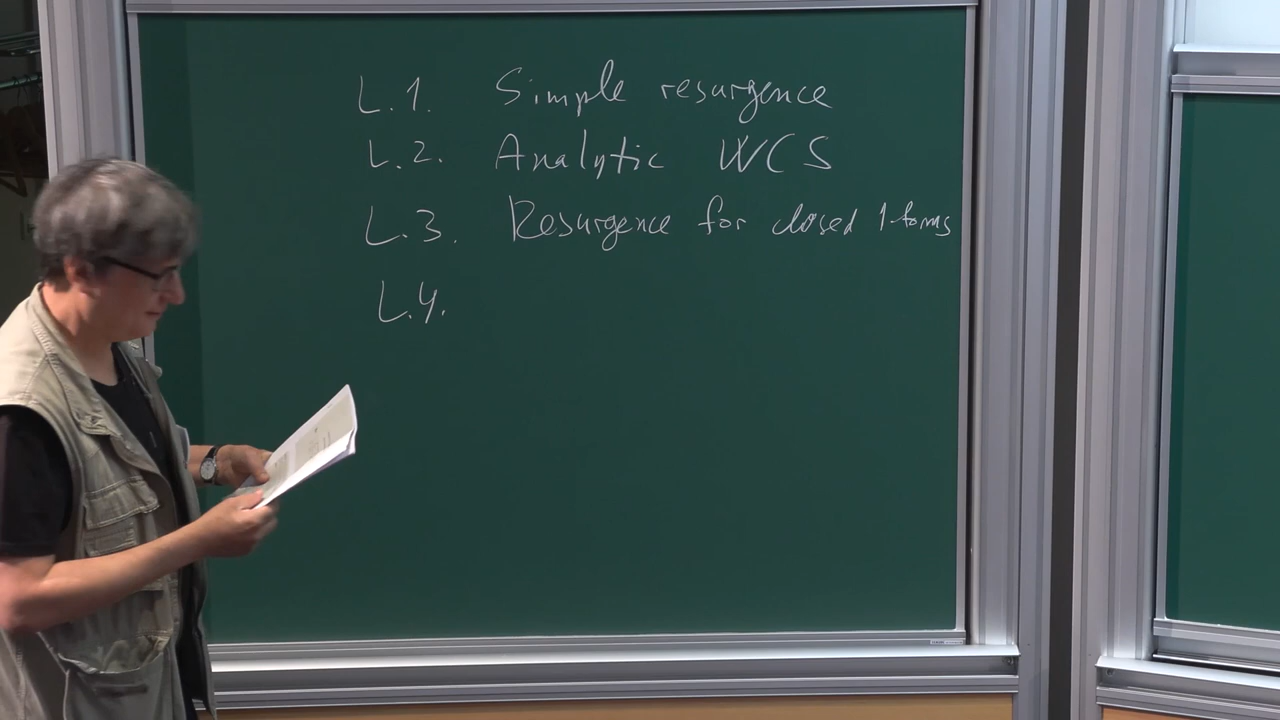 L.1. Simple resurgence
L.2. Analytic WCS
L.3. Resurgence for closed 1-forms
L.4.